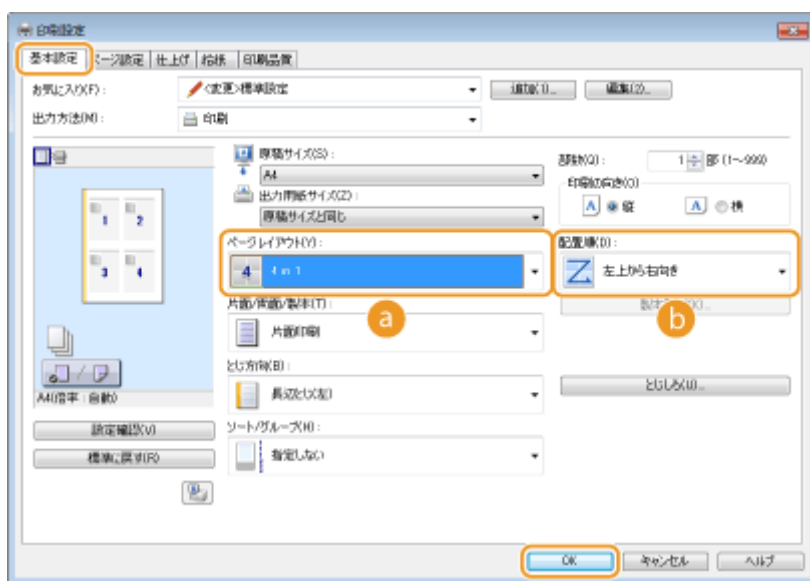 印刷設定
基本設定 ページ設定 仕上げ 給紙 印刷品質
お気に入り(F):
<変更>標準設定
追加(1)...
編集(2)...
出力方法(M):
印刷
原稿サイズ(S):
A4
出力用紙サイズ(Z):
原稿サイズと同じ
部数(Q):
1 部 (1~999)
印刷の向き(O)
A 縦
A 横
1 2
3 4
ページレイアウト(Y):
4 4 in 1
配置順(D):
左上から右向き
a
b
片面/両面/製本(T):
片面印刷
とじ方向(B):
長辺とじ(左)
とじしろ(U)...
A4(倍率:自動)
設定確認(V)
標準に戻す(R)
ソート/グループ(H):
指定しない
OK
キャンセル
ヘルプ